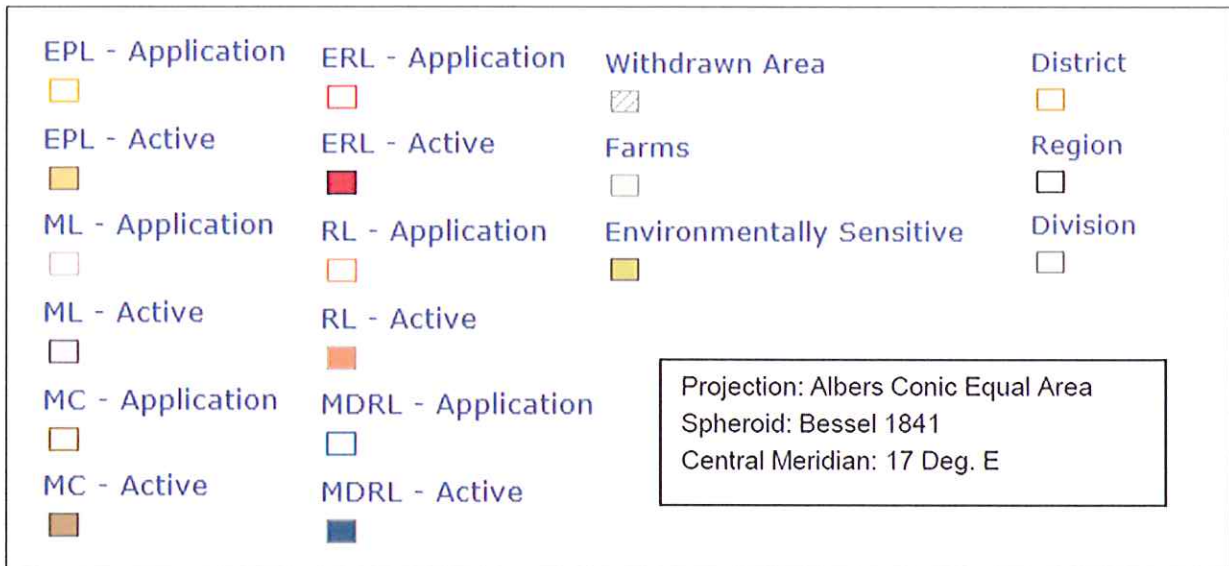 EPL - Application
EPL - Active
ML - Application
ML - Active
MC - Application
MC - Active
ERL - Application
ERL - Active
RL - Application
RL - Active
MDRL - Application
MDRL - Active
Withdrawn Area
Farms
Environmentally Sensitive
District
Region
Division
Projection: Albers Conic Equal Area
Spheroid: Bessel 1841
Central Meridian: 17 Deg. E